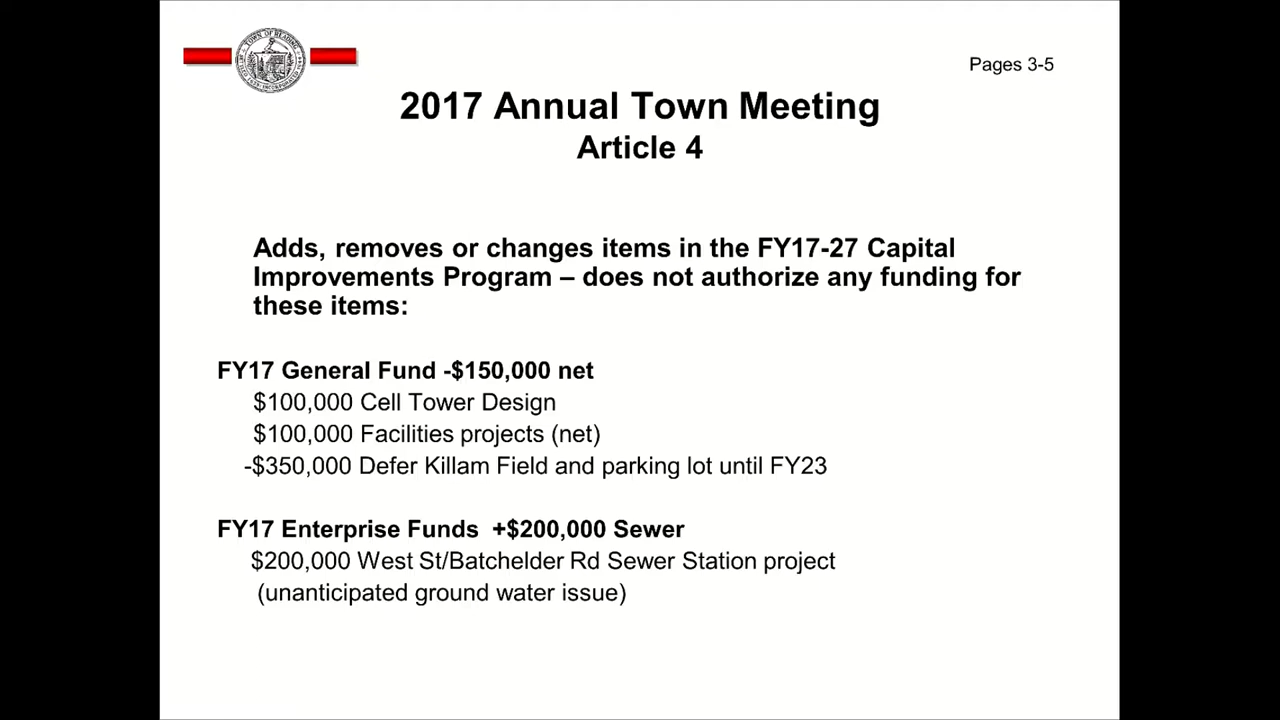 TOWN OF READING
Pages 3-5
2017 Annual Town Meeting
Article 4
Adds, removes or changes items in the FY17-27 Capital
Improvements Program – does not authorize any funding for
these items:
FY17 General Fund -$150,000 net
$100,000 Cell Tower Design
$100,000 Facilities projects (net)
-$350,000 Defer Killam Field and parking lot until FY23
FY17 Enterprise Funds +$200,000 Sewer
$200,000 West St/Batchelder Rd Sewer Station project
(unanticipated ground water issue)